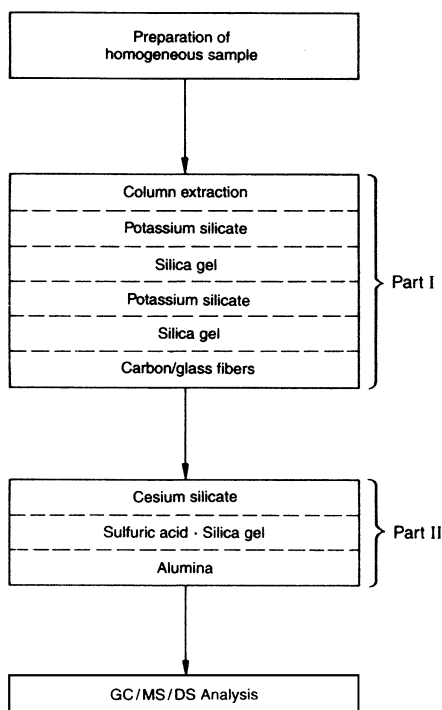 Preparation of
homogeneous sample
Column extraction
Potassium silicate
Silica gel
Potassium silicate
Silica gel
Carbon/glass fibers
Part I
Cesium silicate
Sulfuric acid · Silica gel
Alumina
Part II
GC/MS/DS Analysis